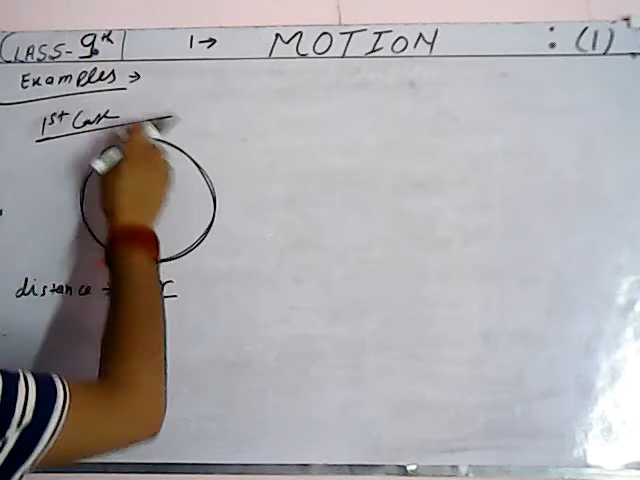 CLASS-9th 1→ MOTION : (1)
Examples →
1st Case
distance